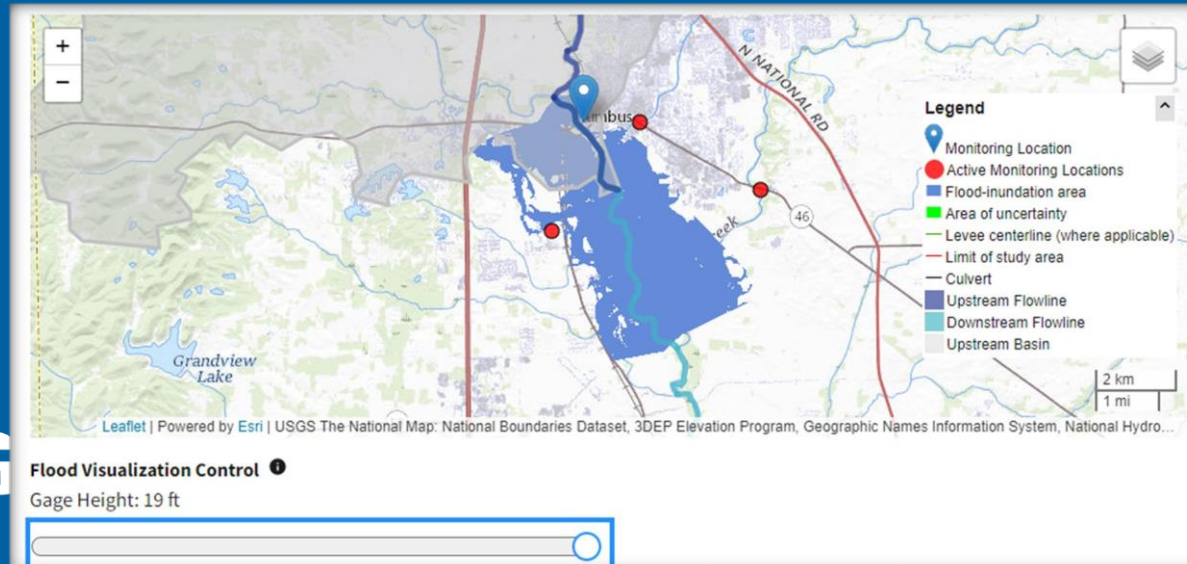 +
−
N NATIONAL RD
46
Grandview
Lake
Legend
Monitoring Location
Active Monitoring Locations
Flood-inundation area
Area of uncertainty
Levee centerline (where applicable)
Limit of study area
Culvert
Upstream Flowline
Downstream Flowline
Upstream Basin
2 km
1 mi
Leaflet | Powered by Esri | USGS The National Map: National Boundaries Dataset, 3DEP Elevation Program, Geographic Names Information System, National Hydro...
Flood Visualization Control
Gage Height: 19 ft